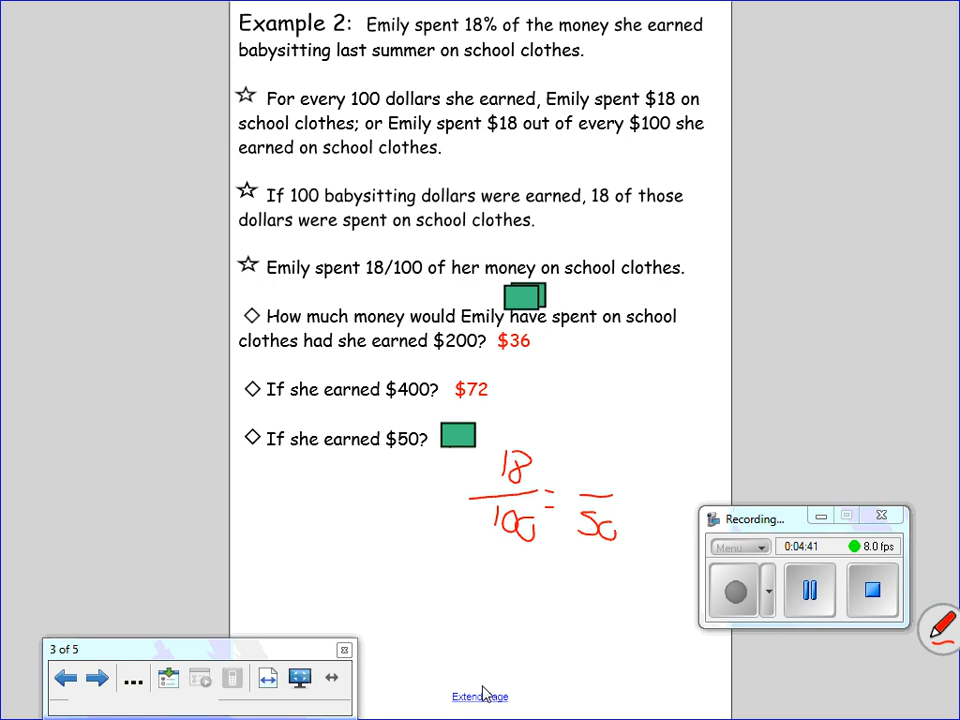 Example 2: Emily spent 18% of the money she earned
babysitting last summer on school clothes.
For every 100 dollars she earned, Emily spent $18 on
school clothes; or Emily spent $18 out of every $100 she
earned on school clothes.
If 100 babysitting dollars were earned, 18 of those
dollars were spent on school clothes.
Emily spent 18/100 of her money on school clothes.
How much money would Emily have spent on school
clothes had she earned $200? $36
If she earned $400? $72
If she earned $50?
18
100 = 50
Recording...
Menu 0:04:41 8.0 fps
3 of 5
...
Extend Page